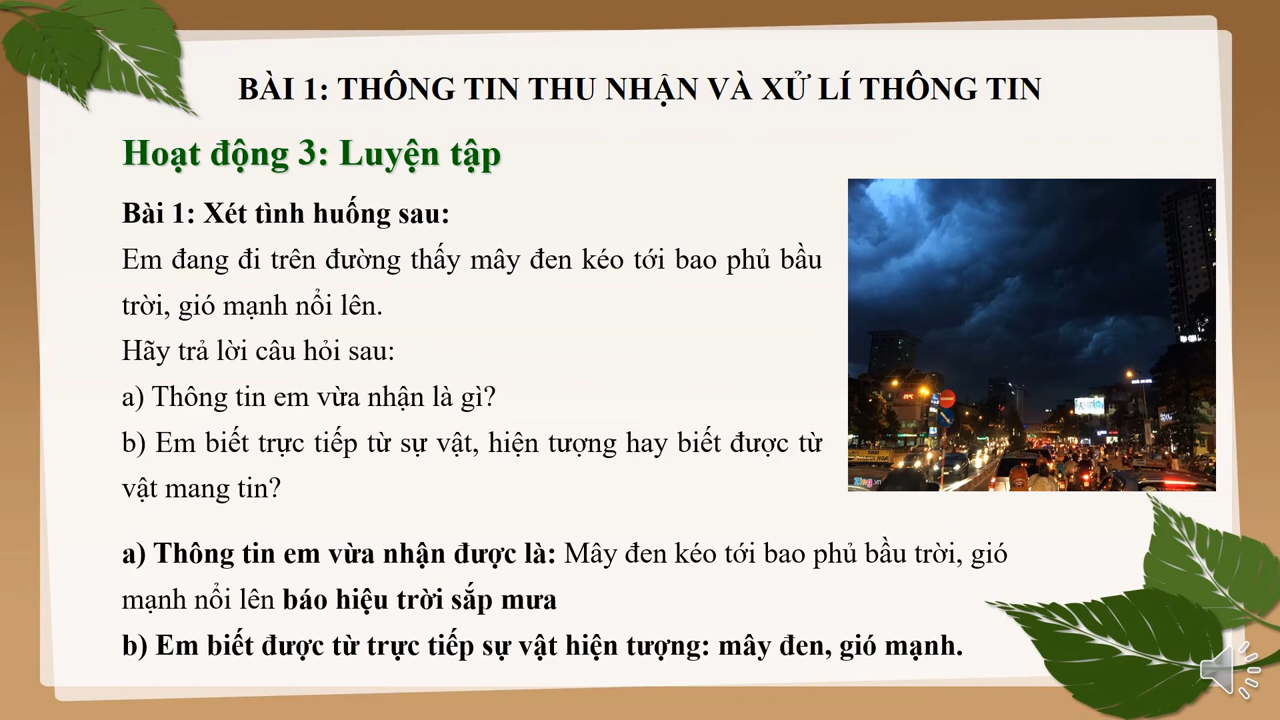 BÀI 1: THÔNG TIN THU NHẬN VÀ XỬ LÍ THÔNG TIN
Hoạt động 3: Luyện tập
Bài 1: Xét tình huống sau:
Em đang đi trên đường thấy mây đen kéo tới bao phủ bầu
trời, gió mạnh nổi lên.
Hãy trả lời câu hỏi sau:
a) Thông tin em vừa nhận là gì?
b) Em biết trực tiếp từ sự vật, hiện tượng hay biết được từ
vật mang tin?
Zing.vn
a) Thông tin em vừa nhận được là: Mây đen kéo tới bao phủ bầu trời, gió
mạnh nổi lên báo hiệu trời sắp mưa
b) Em biết được từ trực tiếp sự vật hiện tượng: mây đen, gió mạnh.